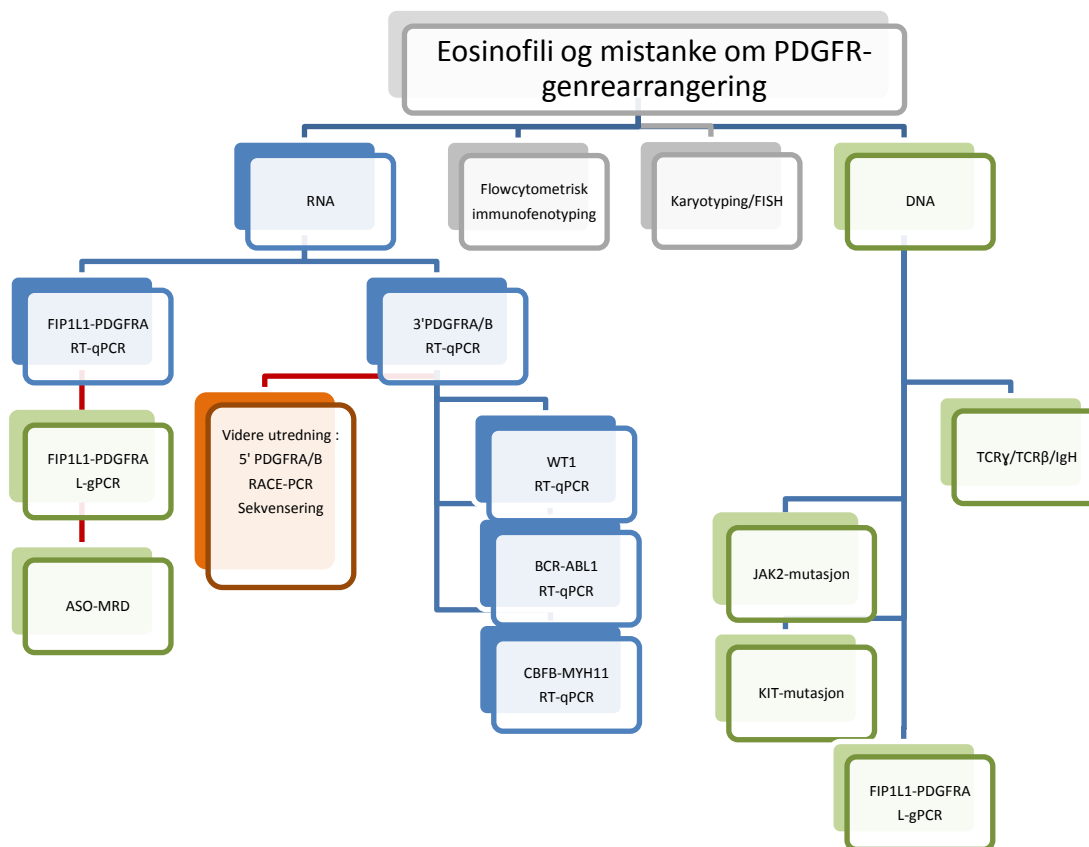 Eosinofili og mistanke om PDGFR-
genrearrangering
RNA
Flowcytometrisk
immunofenotyping
Karyotyping/FISH
DNA
FIP1L1-PDGFRA
RT-qPCR
3'PDGFRA/B
RT-qPCR
FIP1L1-PDGFRA
L-gPCR
Videre utredning :
5' PDGFRA/B
RACE-PCR
Sekvensering
WT1
RT-qPCR
TCRɣ/TCRβ/IgH
ASO-MRD
BCR-ABL1
RT-qPCR
JAK2-mutasjon
CBFB-MYH11
RT-qPCR
KIT-mutasjon
FIP1L1-PDGFRA
L-gPCR